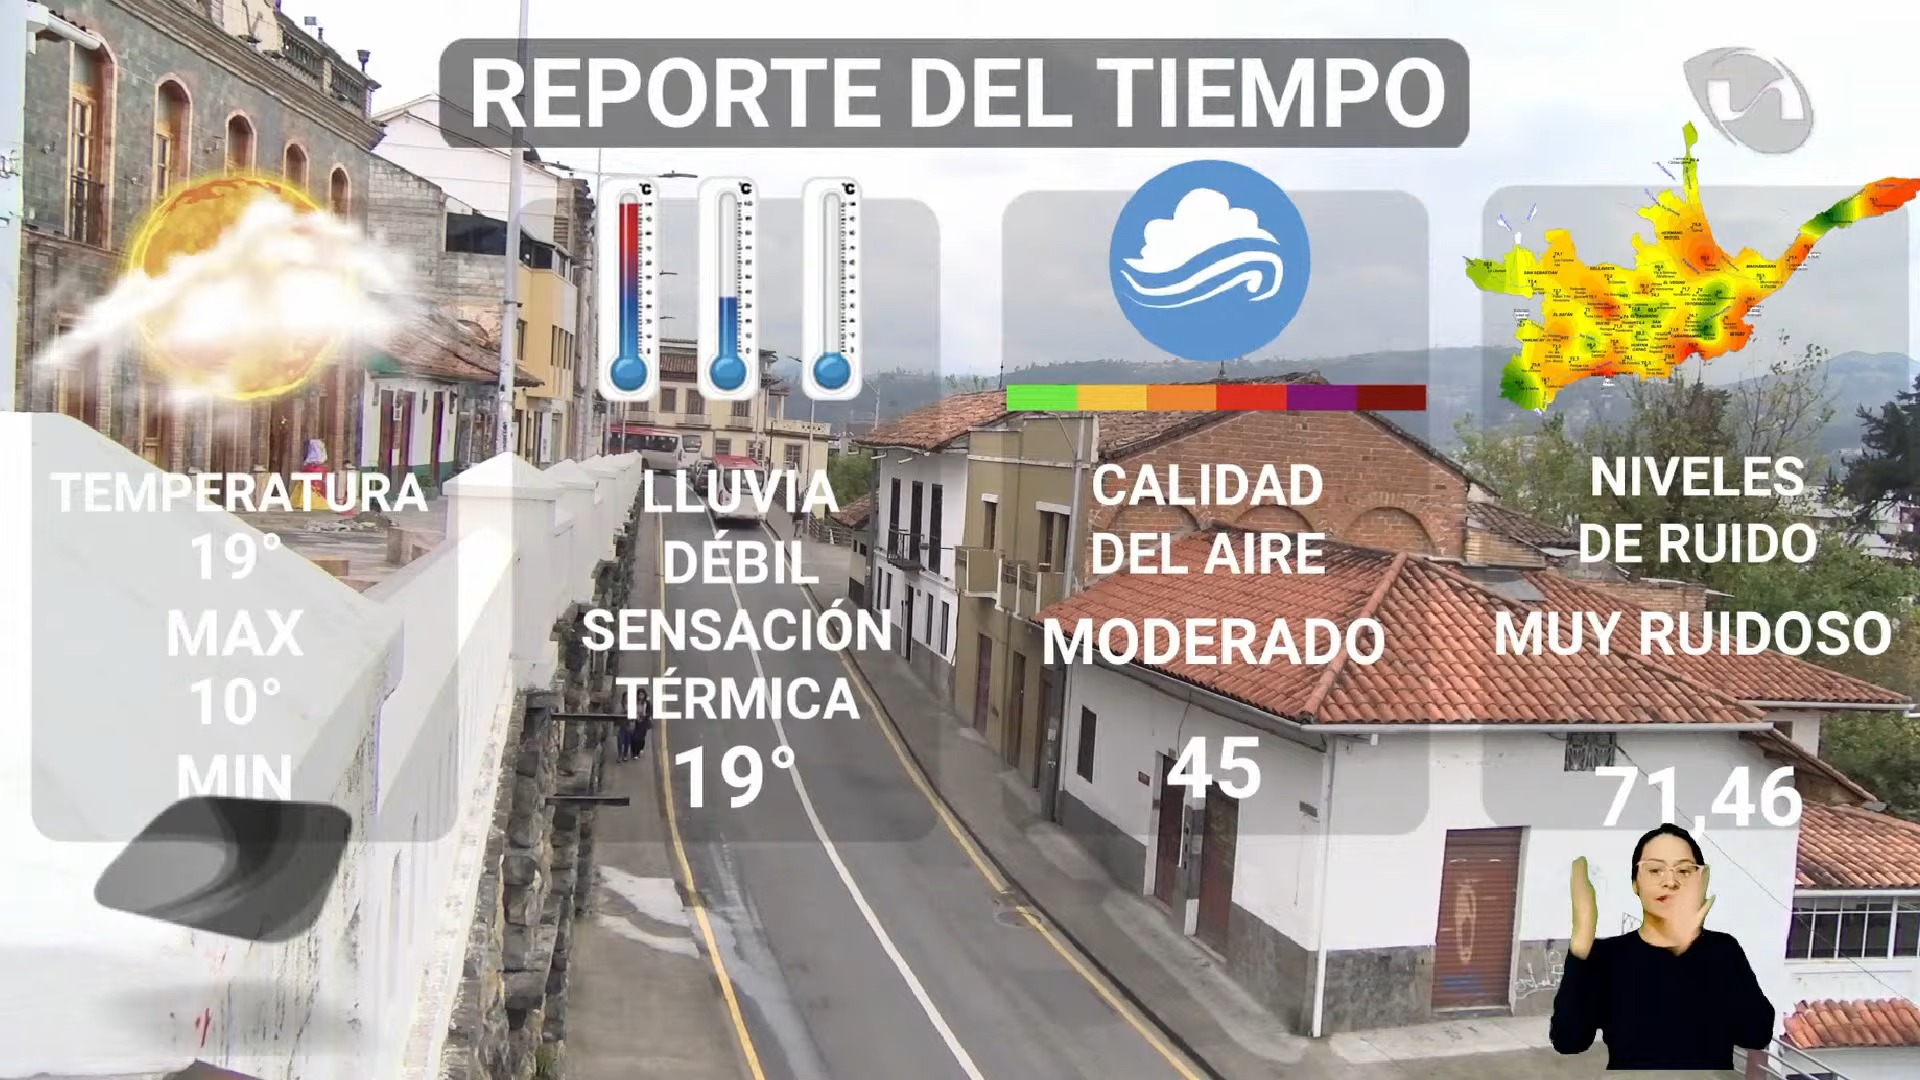 REPORTE DEL TIEMPO
TEMPERATURA
19°
MAX
10°
MIN
°C
°C
°C
LLUVIA
DÉBIL
SENSACIÓN
TÉRMICA
19°
CALIDAD
DEL AIRE
MODERADO
45
NIVELES
DE RUIDO
MUY RUIDOSO
71,46